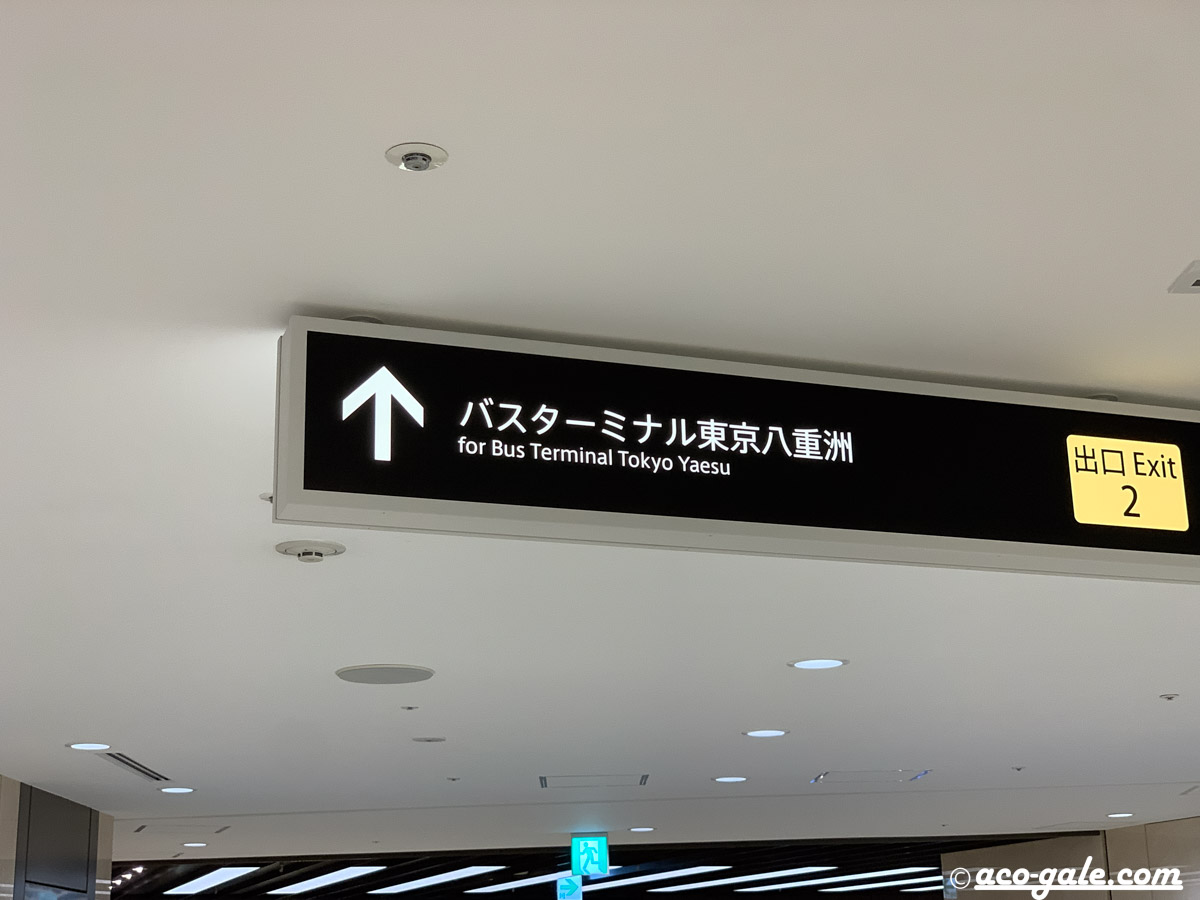 バスターミナル東京八重洲
for Bus Terminal Tokyo Yaesu
出口 Exit
2
© aco-gale.com